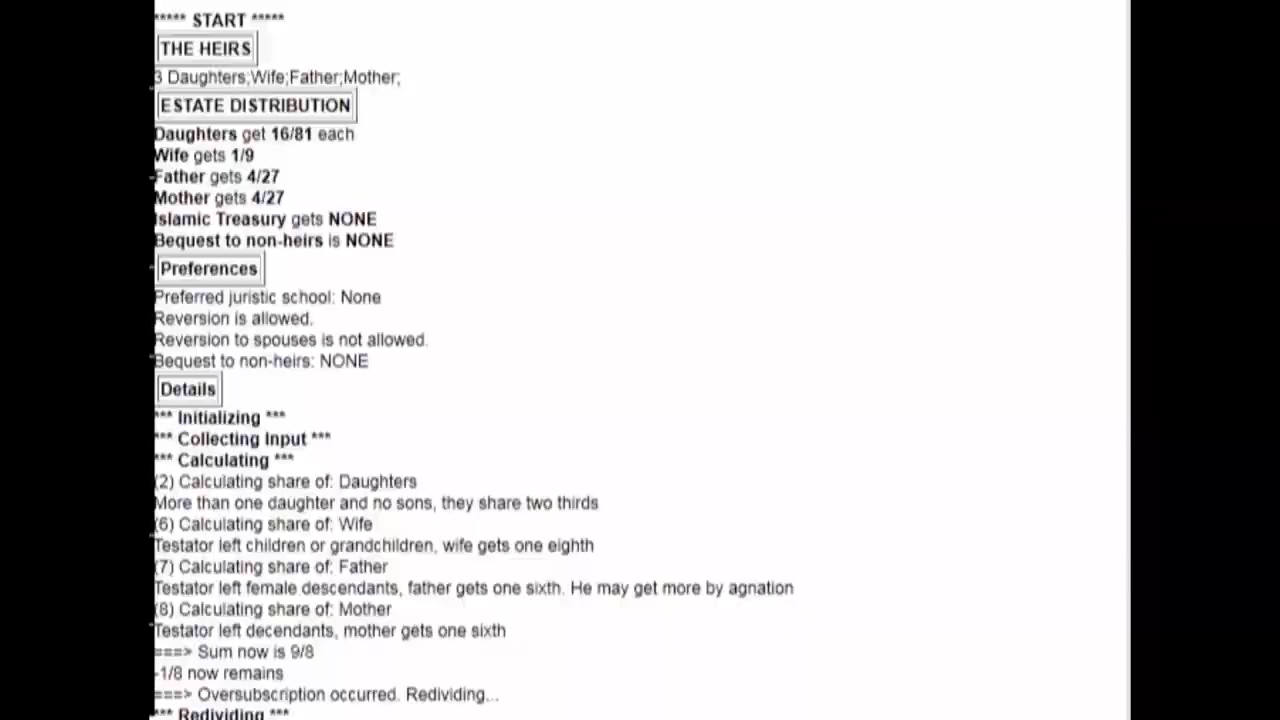 ***** START *****
THE HEIRS
3 Daughters;Wife;Father;Mother;
ESTATE DISTRIBUTION
Daughters get 16/81 each
Wife gets 1/9
Father gets 4/27
Mother gets 4/27
Islamic Treasury gets NONE
Bequest to non-heirs is NONE
Preferences
Preferred juristic school: None
Reversion is allowed.
Reversion to spouses is not allowed.
Bequest to non-heirs: NONE
Details
*** Initializing ***
*** Collecting Input ***
*** Calculating ***
(2) Calculating share of: Daughters
More than one daughter and no sons, they share two thirds
(6) Calculating share of: Wife
Testator left children or grandchildren, wife gets one eighth
(7) Calculating share of: Father
Testator left female descendants, father gets one sixth. He may get more by agnation
(8) Calculating share of: Mother
Testator left decendants, mother gets one sixth
===> Sum now is 9/8
-1/8 now remains
===> Oversubscription occurred. Redividing...
*** Redividing ***